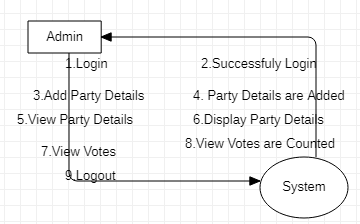 Admin
1.Login
2.Successfuly Login
3.Add Party Details
4. Party Details are Added
5.View Party Details
6.Display Party Details
7.View Votes
8.View Votes are Counted
9.Logout
System